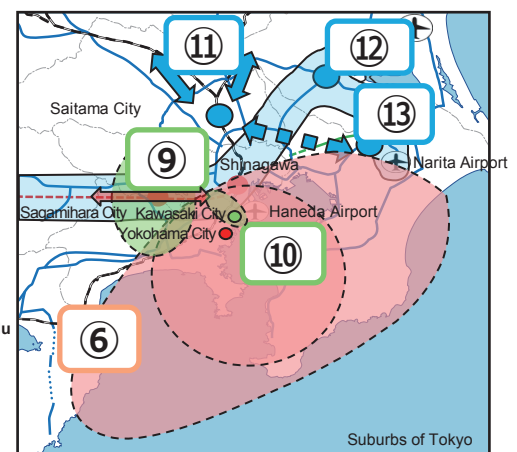 ⑪
⑫
Saitama City
⑬
⑨
Shinagawa
Narita Airport
Sagamihara City
Kawasaki City
Haneda Airport
Yokohama City
⑩
u
⑥
Suburbs of Tokyo